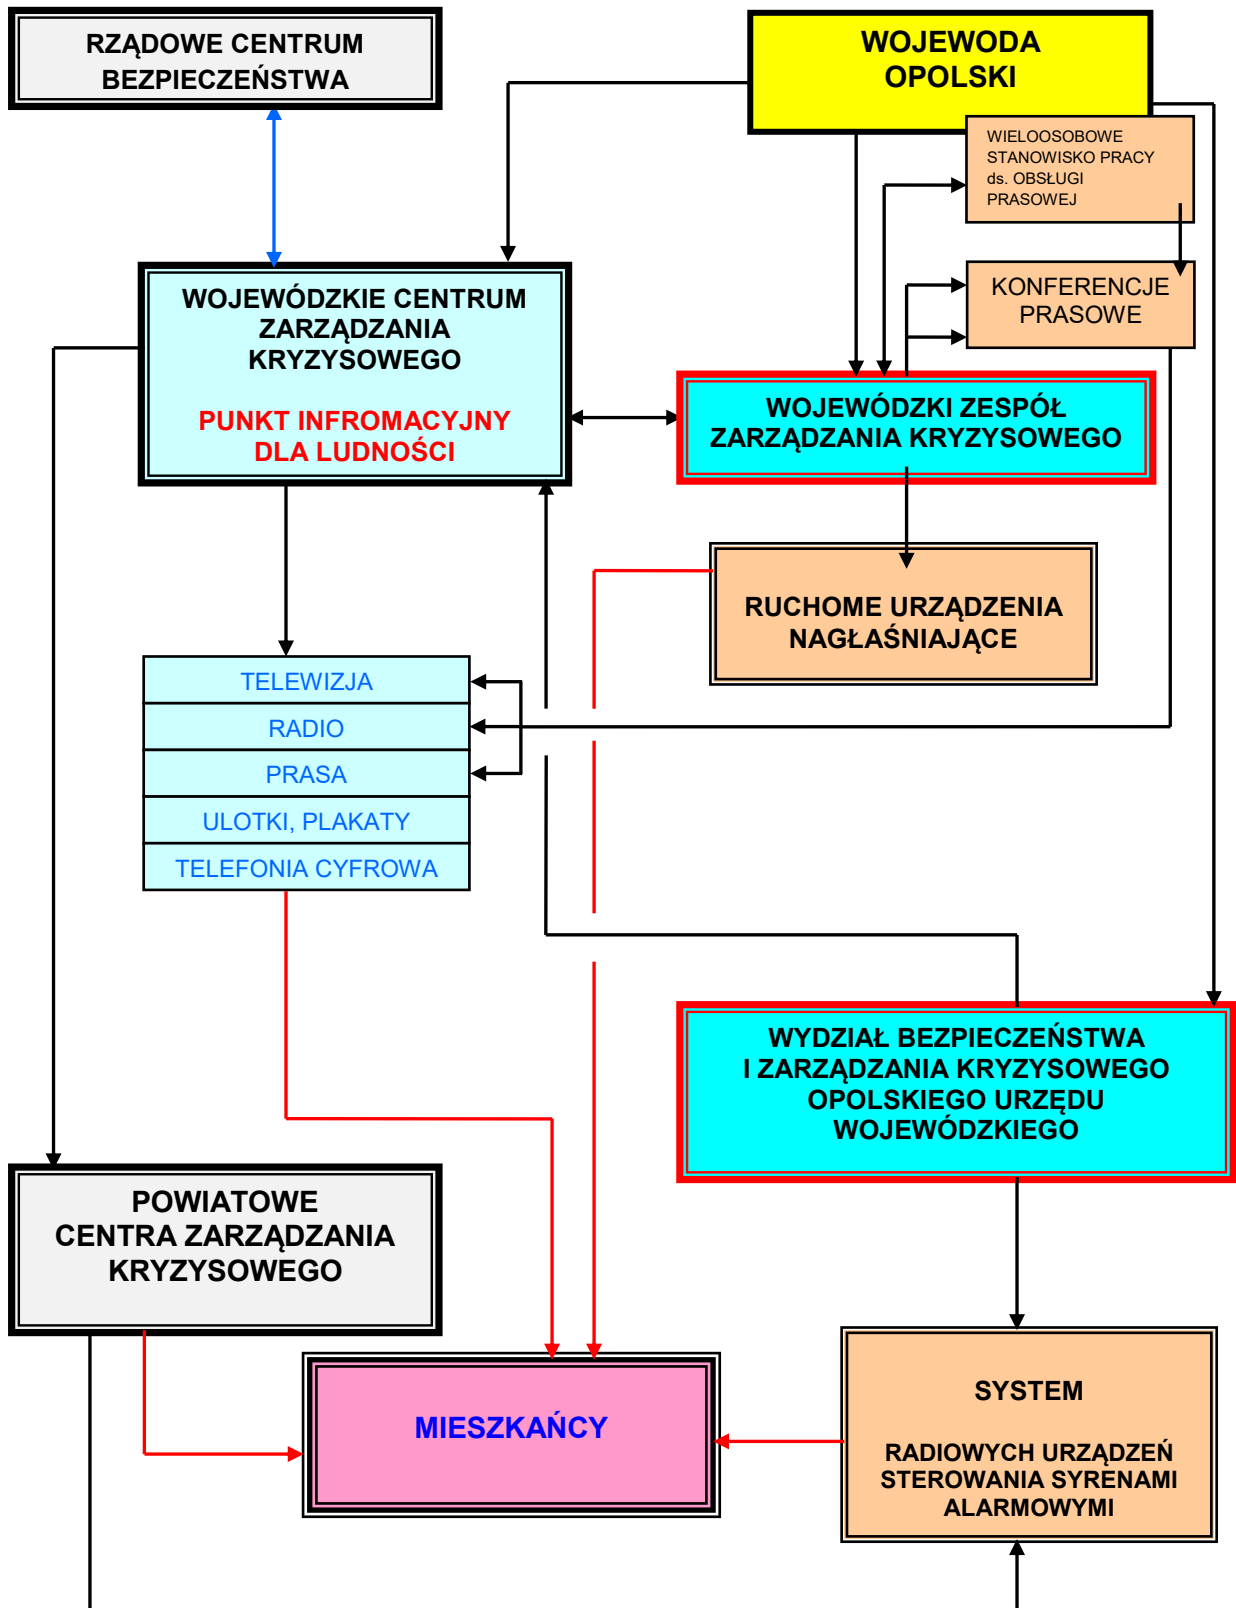 RZĄDOWE CENTRUM
BEZPIECZEŃSTWA
WOJEWODA
OPOLSKI
WIELOOSOBOWE
STANOWISKO PRACY
ds. OBSŁUGI
PRASOWEJ
KONFERENCJE
PRASOWE
WOJEWÓDZKIE CENTRUM
ZARZĄDZANIA
KRYZYSOWEGO
PUNKT INFROMACYJNY
DLA LUDNOŚCI
WOJEWÓDZKI ZESPÓŁ
ZARZĄDZANIA KRYZYSOWEGO
RUCHOME URZĄDZENIA
NAGŁAŚNIAJĄCE
TELEWIZJA
RADIO
PRASA
ULOTKI, PLAKATY
TELEFONIA CYFROWA
WYDZIAŁ BEZPIECZEŃSTWA
I ZARZĄDZANIA KRYZYSOWEGO
OPOLSKIEGO URZĘDU
WOJEWÓDZKIEGO
POWIATOWE
CENTRA ZARZĄDZANIA
KRYZYSOWEGO
MIESZKAŃCY
SYSTEM
RADIOWYCH URZĄDZEŃ
STEROWANIA SYRENAMI
ALARMOWYMI